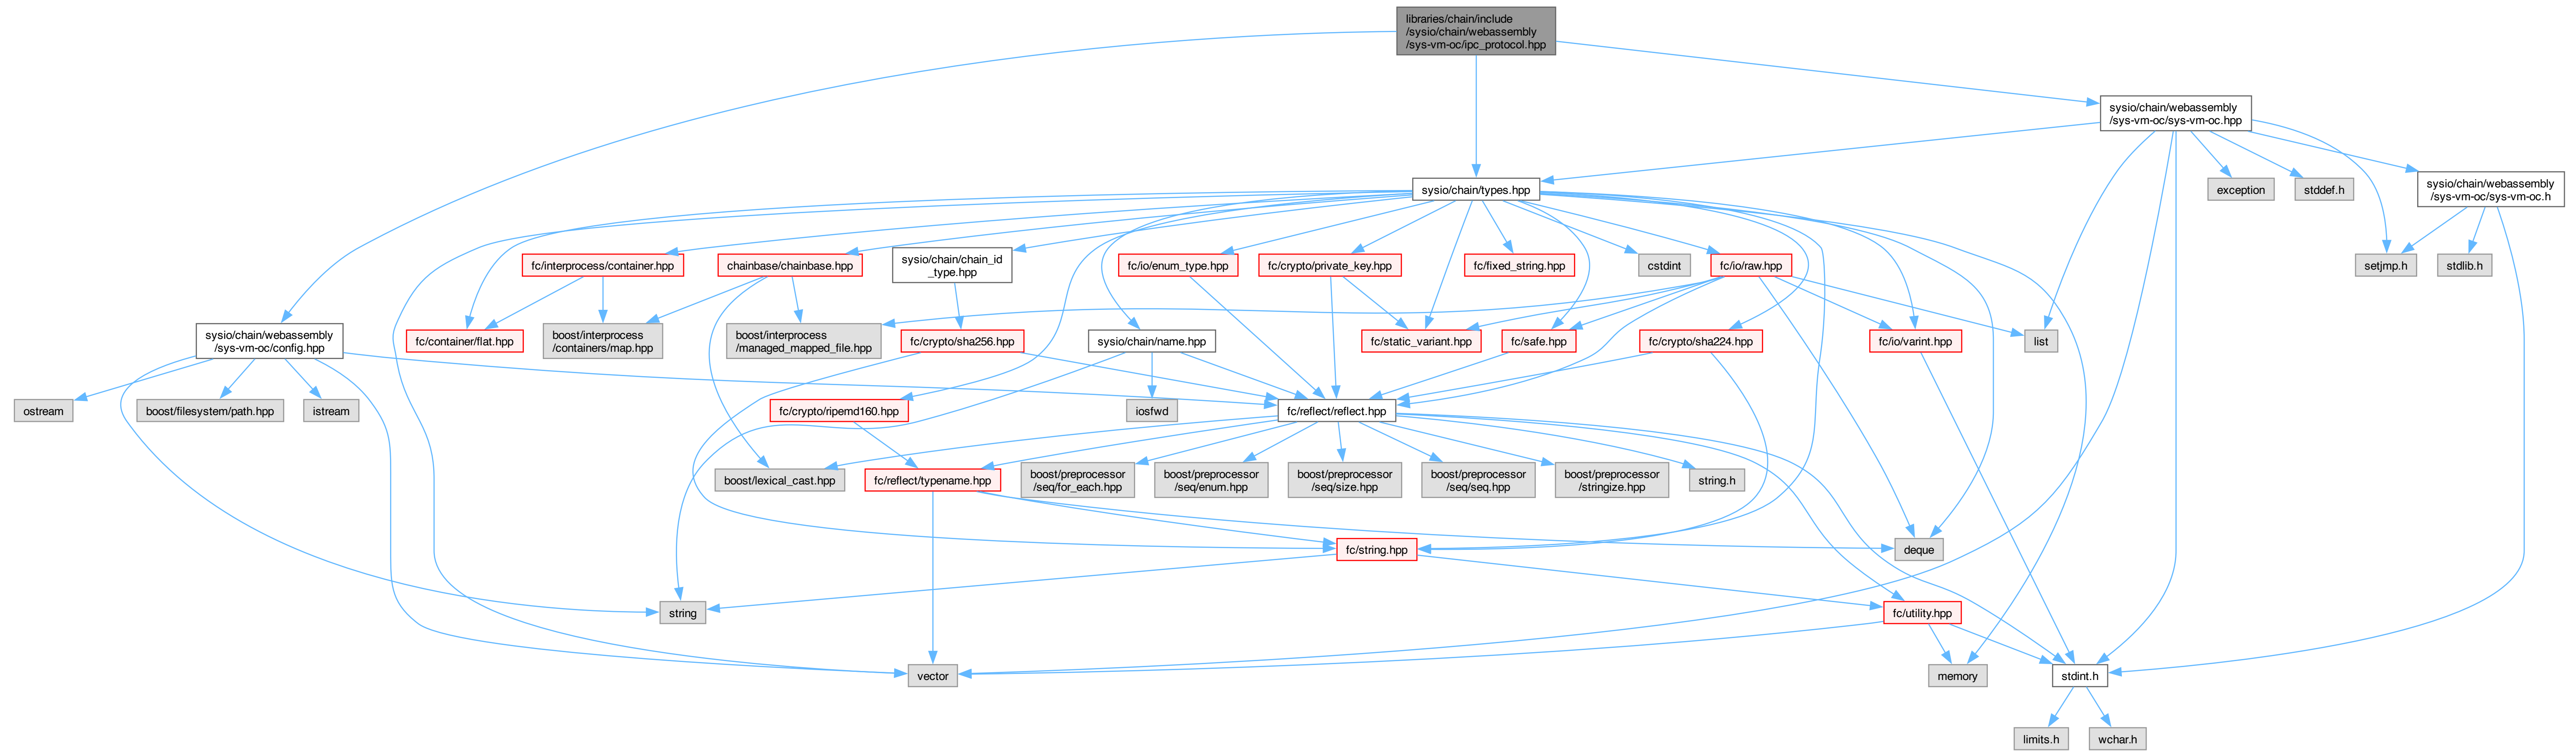 libraries/chain/include
/sysio/chain/webassembly
/sys-vm-oc/ipc_protocol.hpp
sysio/chain/webassembly
/sys-vm-oc/sys-vm-oc.hpp
sysio/chain/types.hpp
exception
stddef.h
sysio/chain/webassembly
/sys-vm-oc/sys-vm-oc.h
fc/interprocess/container.hpp
chainbase/chainbase.hpp
sysio/chain/chain_id
_type.hpp
fc/io/enum_type.hpp
fc/crypto/private_key.hpp
fc/fixed_string.hpp
cstdint
fc/io/raw.hpp
setjmp.h
stdlib.h
sysio/chain/webassembly
/sys-vm-oc/config.hpp
fc/container/flat.hpp
boost/interprocess
/containers/map.hpp
boost/interprocess
/managed_mapped_file.hpp
fc/crypto/sha256.hpp
sysio/chain/name.hpp
fc/static_variant.hpp
fc/safe.hpp
fc/crypto/sha224.hpp
fc/io/varint.hpp
list
ostream
boost/filesystem/path.hpp
istream
fc/crypto/ripemd160.hpp
iosfwd
fc/reflect/reflect.hpp
boost/lexical_cast.hpp
fc/reflect/typename.hpp
boost/preprocessor
/seq/for_each.hpp
boost/preprocessor
/seq/enum.hpp
boost/preprocessor
/seq/size.hpp
boost/preprocessor
/seq/seq.hpp
boost/preprocessor
/stringize.hpp
string.h
fc/string.hpp
deque
string
fc/utility.hpp
vector
memory
stdint.h
limits.h
wchar.h